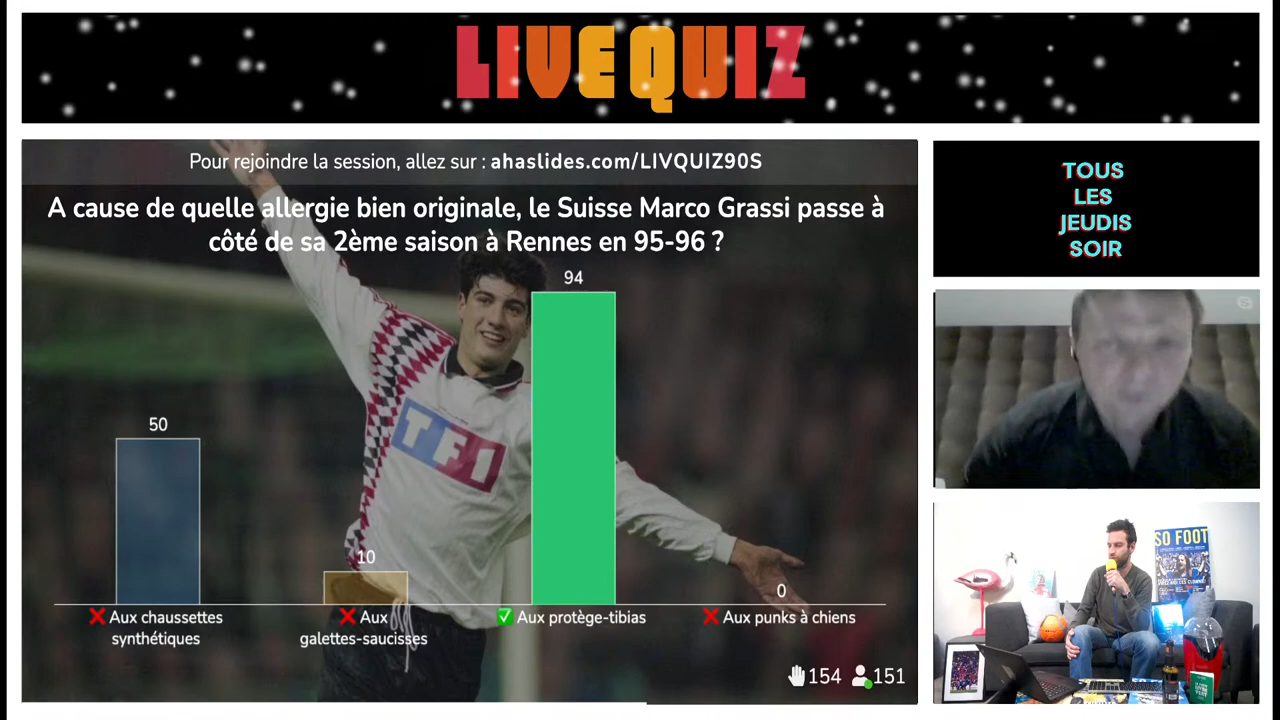 LIVE QUIZ
Pour rejoindre la session, allez sur : ahaslides.com/LIVQUIZ90S
A cause de quelle allergie bien originale, le Suisse Marco Grassi passe à
côté de sa 2ème saison à Rennes en 95-96 ?
94
50
10
0
TF1
Aux chaussettes
synthétiques
Aux
galettes-saucisses
Aux protège-tibias
Aux punks à chiens
154
151
TOUS
LES
JEUDIS
SOIR
SO FOOT